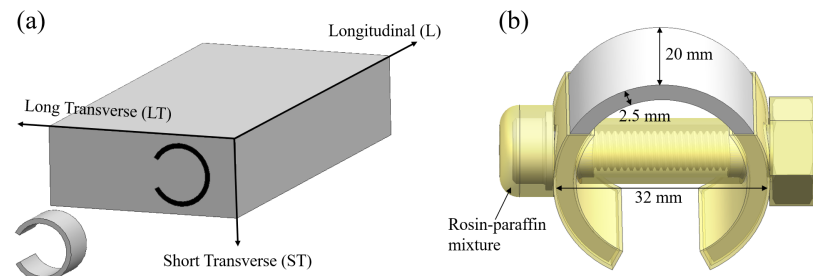 (a)
Longitudinal (L)
Long Transverse (LT)
Short Transverse (ST)
(b)
20 mm
2.5 mm
32 mm
Rosin-paraffin
mixture